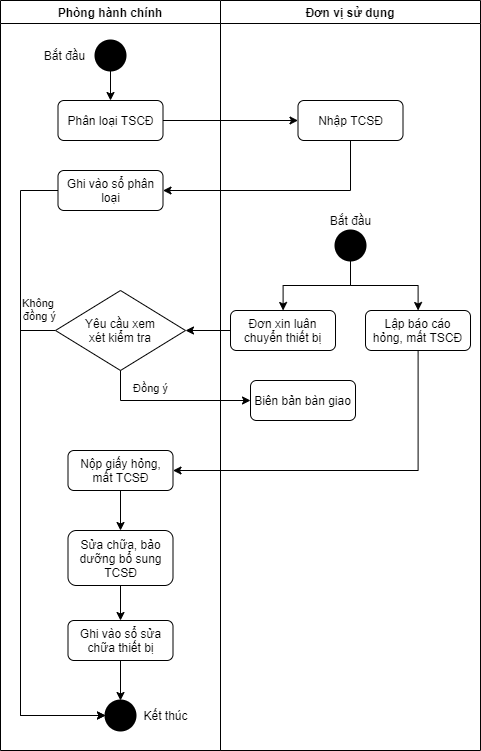 Phòng hành chính
Đơn vị sử dụng
Bắt đầu
Phân loại TSCĐ
Nhập TCSĐ
Ghi vào sổ phân
loại
Bắt đầu
Không
đồng ý
Yêu cầu xem
xét kiểm tra
Đơn xin luân
chuyển thiết bị
Lập báo cáo
hỏng, mất TSCĐ
Đồng ý
Biên bản bàn giao
Nộp giấy hỏng,
mất TCSĐ
Sửa chữa, bảo
dưỡng bổ sung
TCSĐ
Ghi vào sổ sửa
chữa thiết bị
Kết thúc